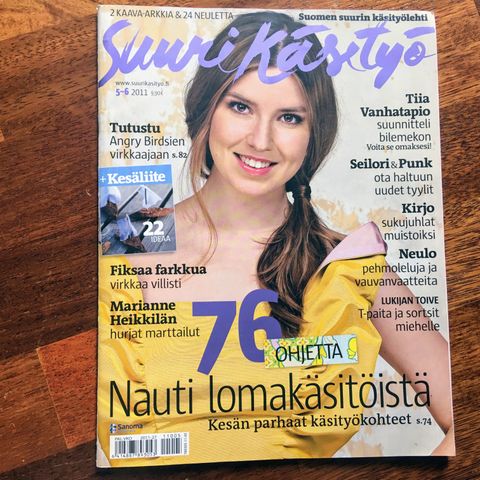 2 KAAVA-ARKKIA & 24 NEULETTA
Suomen suurin käsityölehti
Suuri Käsityö
www.suurikasityo.fi
5–6 2011 9,90€
Tutustu
Angry Birdsien
virkkaajaan s.82
+Kesäliite
22
IDEAA
Fiksaa farkkua
virkkaa villisti
Marianne
Heikkilän
hurjat marttailut
Tiia
Vanhatapio
suunnitteli
bilemekon
Voita se omaksesi!
Seilori & Punk
ota haltuun
uudet tyylit
Kirjo
sukujuhlat
muistoiksi
Neulo
pehmoleluja ja
vauvanvaatteita
LUKIJAN TOIVE
T-paita ja sortsit
miehelle
76
OHJETTA
Nauti lomakäsitöistä
Kesän parhaat käsityökohteet s.74
Sanoma